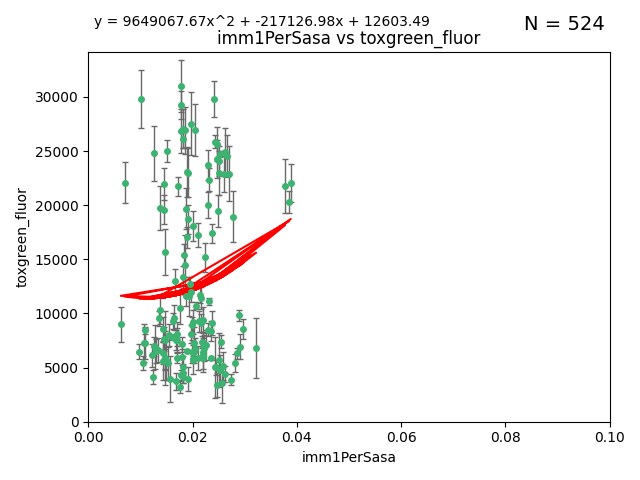 y = 9649067.67x^2 + -217126.98x + 12603.49
N = 524
imm1PerSasa vs toxgreen_fluor
30000
25000
20000
15000
10000
5000
0
toxgreen_fluor
0.00 0.02 0.04 0.06 0.08 0.10
imm1PerSasa